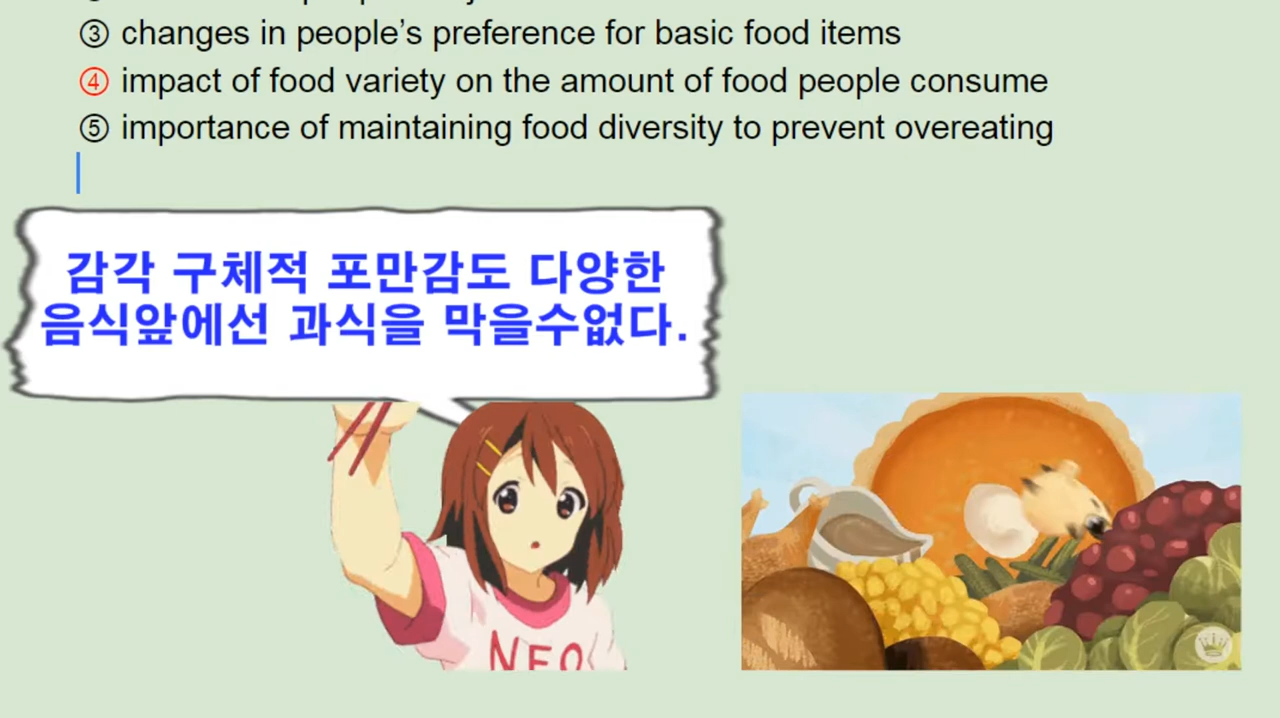 ③ changes in people's preference for basic food items
④ impact of food variety on the amount of food people consume
⑤ importance of maintaining food diversity to prevent overeating
감각 구체적 포만감도 다양한
음식앞에선 과식을 막을수없다.
NEO